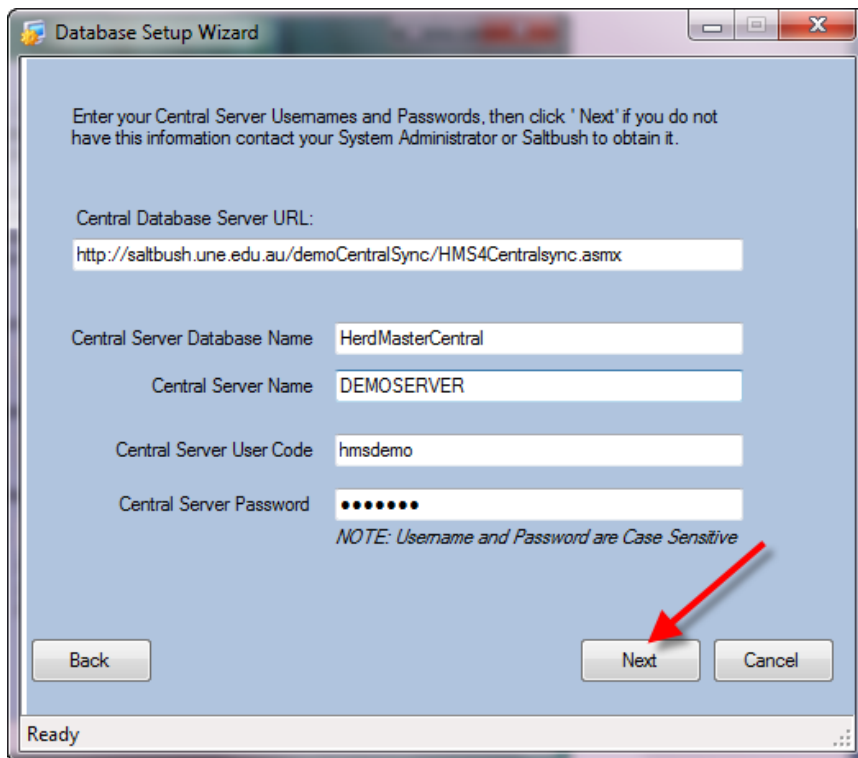 Database Setup Wizard
Enter your Central Server Usernames and Passwords, then click ' Next' if you do not
have this information contact your System Administrator or Saltbush to obtain it.
Central Database Server URL:
http://saltbush.une.edu.au/demoCentralSync/HMS4Centralsync.asmx
Central Server Database Name HerdMasterCentral
Central Server Name DEMOSERVER
Central Server User Code hmsdemo
Central Server Password ●●●●●●●
NOTE: Username and Password are Case Sensitive
Back Next Cancel
Ready